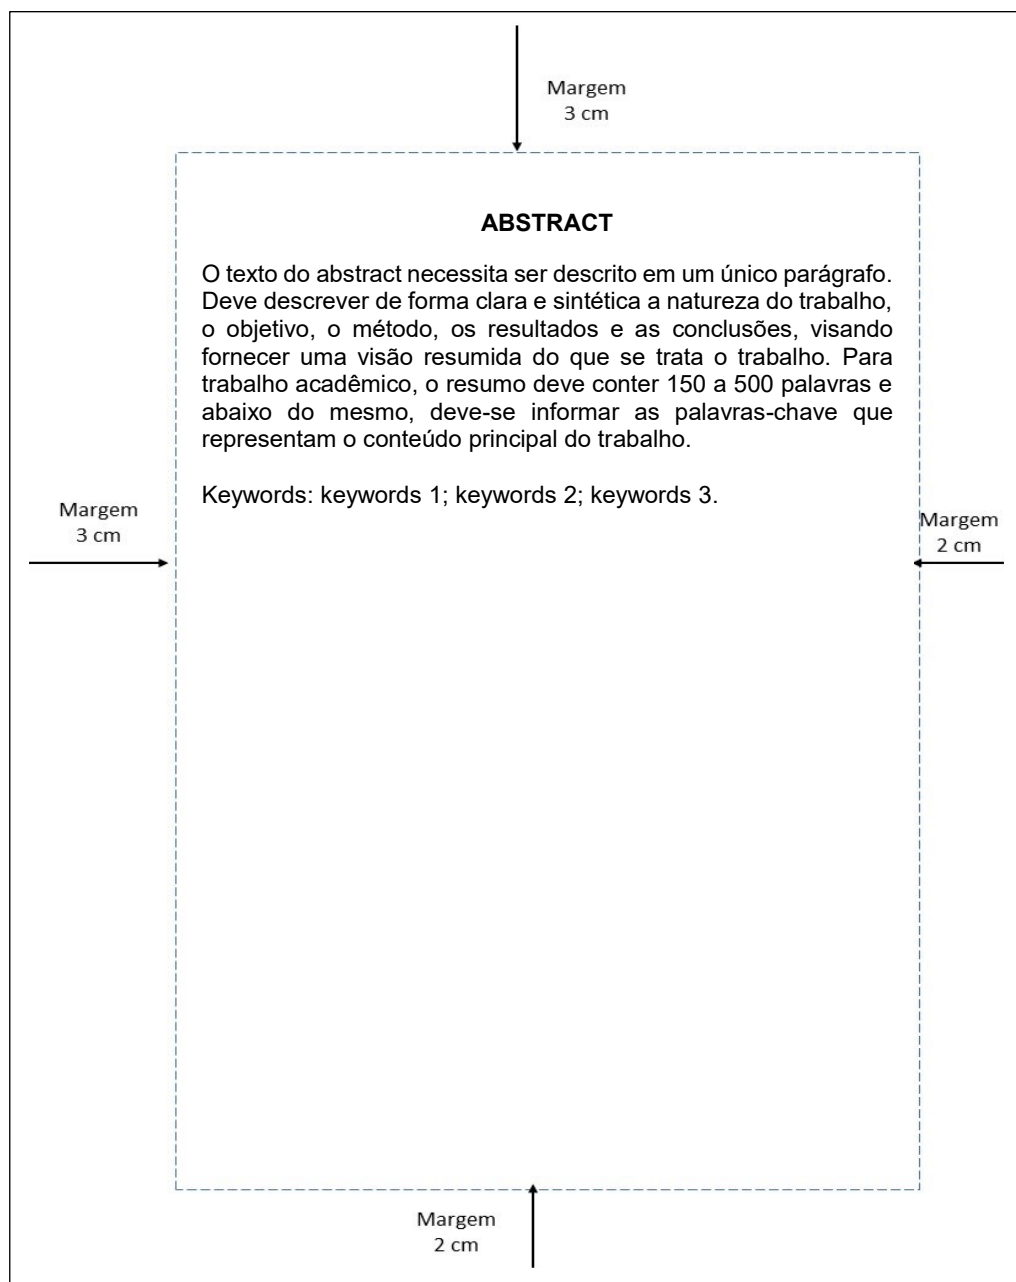 Margem
3 cm
ABSTRACT
O texto do abstract necessita ser descrito em um único parágrafo.
Deve descrever de forma clara e sintética a natureza do trabalho,
o objetivo, o método, os resultados e as conclusões, visando
fornecer uma visão resumida do que se trata o trabalho. Para
trabalho acadêmico, o resumo deve conter 150 a 500 palavras e
abaixo do mesmo, deve-se informar as palavras-chave que
representam o conteúdo principal do trabalho.
Keywords: keywords 1; keywords 2; keywords 3.
Margem
3 cm
Margem
2 cm
Margem
2 cm